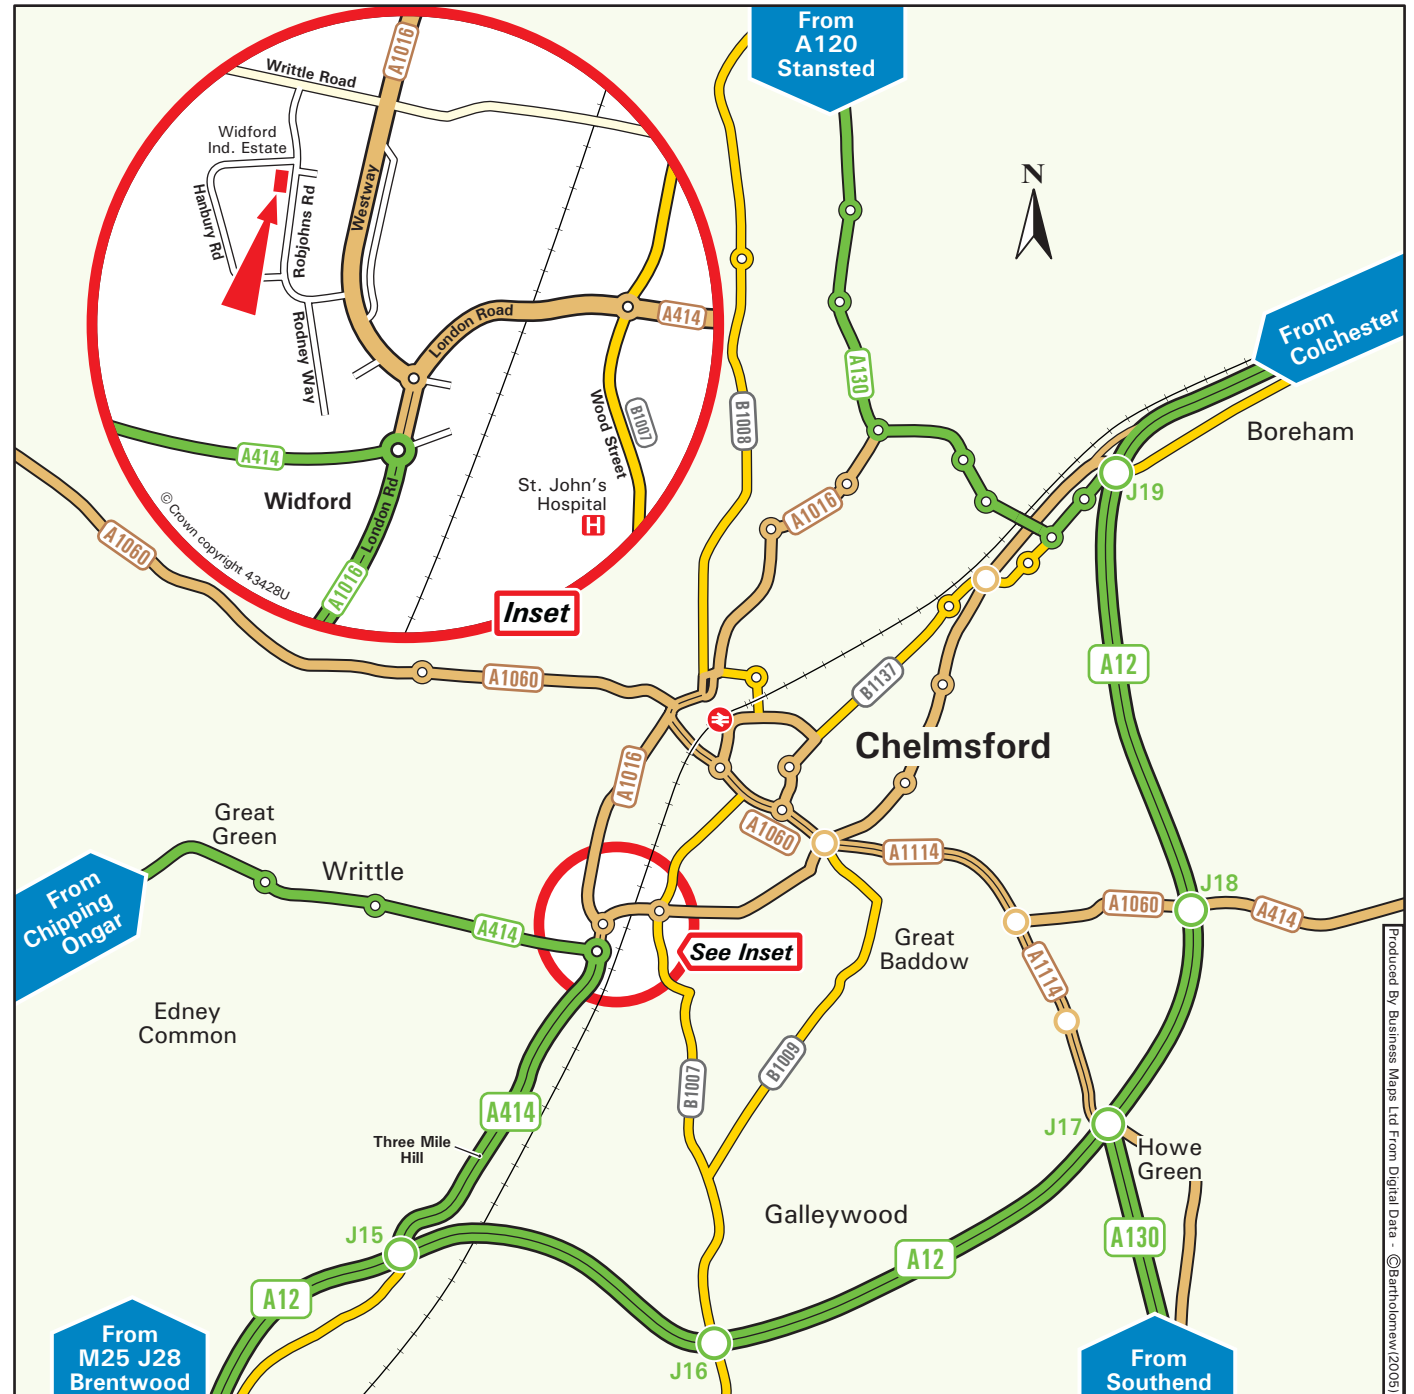 From
A120
Stansted
A1016
Writtle Road
Widford
Ind. Estate
Hanbury Rd
Robjohns Rd
Westway
Rodney Way
London Road
A414
Wood Street
B1007
A414
Widford
London Rd
A1016
St. John's
Hospital
H
© Crown copyright 43428U
Inset
N
From
Colchester
Boreham
A130
B1008
J19
A1016
A1060
A1060
A12
B1137
Chelmsford
A1016
A1060
A1114
Great
Green
Writtle
From
Chipping
Ongar
A414
See Inset
Great
Baddow
A1060
J18
A414
A1114
Edney
Common
A414
Three Mile
Hill
B1007
B1009
J17
Howe
Green
Galleywood
J15
A12
A12
A130
J16
From
M25 J28
Brentwood
From
Southend
Produced By Business Maps Ltd From Digital Data - ©Bartholomew(2005)